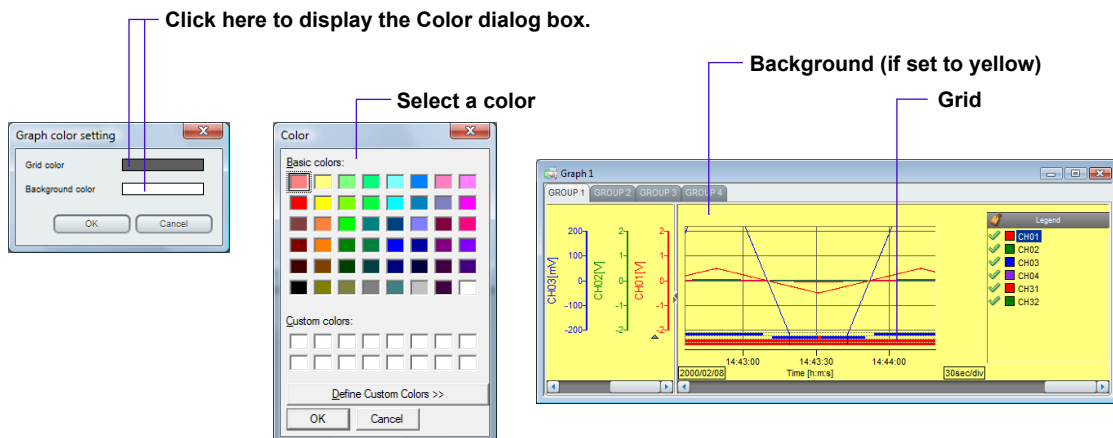 Click here to display the Color dialog box.
Background (if set to yellow)
Select a color
Grid
Graph color setting
Grid color
Background color
OK
Cancel
Color
Basic colors:
Custom colors:
Define Custom Colors >>
OK
Cancel
Graph 1
GROUP 1
GROUP 2
GROUP 3
GROUP 4
CH03[mV]
200
100
0
-100
-200
CH02[V]
2
1
0
-1
-2
CH01[V]
2
1
0
-1
-2
14:43:00
14:43:30
14:44:00
2000/02/08
Time [h:m:s]
30sec/div
Legend
CH01
CH02
CH03
CH04
CH31
CH32